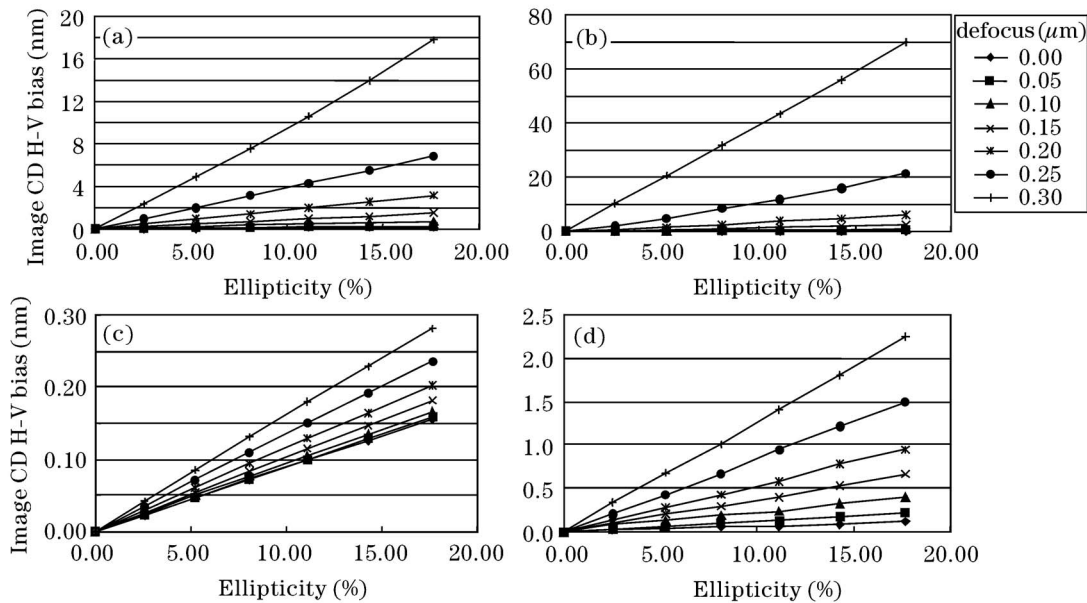 Image CD H-V bias (nm)
18
16
12
8
4
0
(a)
0.00 5.00 10.00 15.00 20.00
Ellipticity (%)
80
60
40
20
0
(b)
0.00 5.00 10.00 15.00 20.00
Ellipticity (%)
defocus (μm)
0.00
0.05
0.10
0.15
0.20
0.25
0.30
Image CD H-V bias (nm)
0.30
0.20
0.10
0.00
(c)
0.00 5.00 10.00 15.00 20.00
Ellipticity (%)
2.5
2.0
1.5
1.0
0.5
0.0
(d)
0.00 5.00 10.00 15.00 20.00
Ellipticity (%)